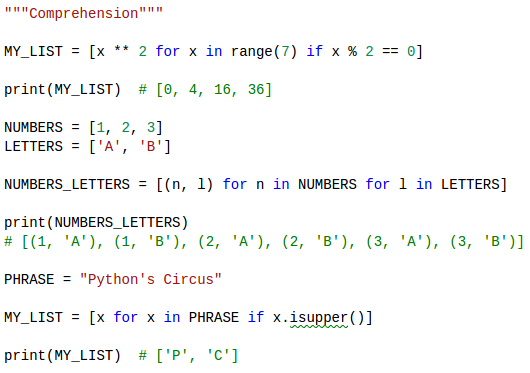 """Comprehension"""
MY_LIST = [x ** 2 for x in range(7) if x % 2 == 0]
print(MY_LIST)  # [0, 4, 16, 36]
NUMBERS = [1, 2, 3]
LETTERS = ['A', 'B']
NUMBERS_LETTERS = [(n, l) for n in NUMBERS for l in LETTERS]
print(NUMBERS_LETTERS)
# [(1, 'A'), (1, 'B'), (2, 'A'), (2, 'B'), (3, 'A'), (3, 'B')]
PHRASE = "Python's Circus"
MY_LIST = [x for x in PHRASE if x.isupper()]
print(MY_LIST)  # ['P', 'C']